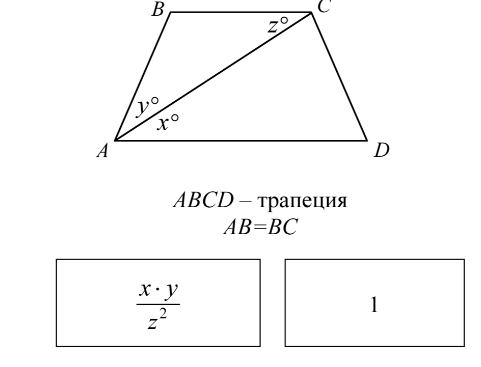 B C
z°
y°
x°
A D
ABCD – трапеция
AB=BC
x · y / z² 1